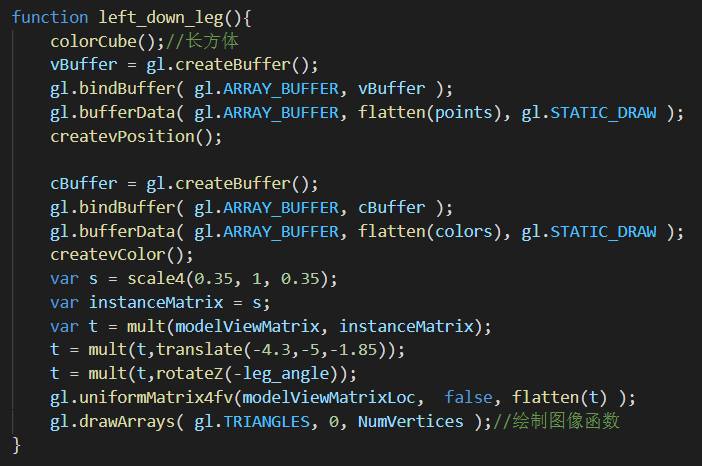 function left_down_leg(){
colorCube();//长方体
vBuffer = gl.createBuffer();
gl.bindBuffer( gl.ARRAY_BUFFER, vBuffer );
gl.bufferData( gl.ARRAY_BUFFER, flatten(points), gl.STATIC_DRAW );
createvPosition();
cBuffer = gl.createBuffer();
gl.bindBuffer( gl.ARRAY_BUFFER, cBuffer );
gl.bufferData( gl.ARRAY_BUFFER, flatten(colors), gl.STATIC_DRAW );
createvColor();
var s = scale4(0.35, 1, 0.35);
var instanceMatrix = s;
var t = mult(modelViewMatrix, instanceMatrix);
t = mult(t,translate(-4.3,-5,-1.85));
t = mult(t,rotateZ(-leg_angle));
gl.uniformMatrix4fv(modelViewMatrixLoc,  false, flatten(t) );
gl.drawArrays( gl.TRIANGLES, 0, NumVertices );//绘制图像函数
}